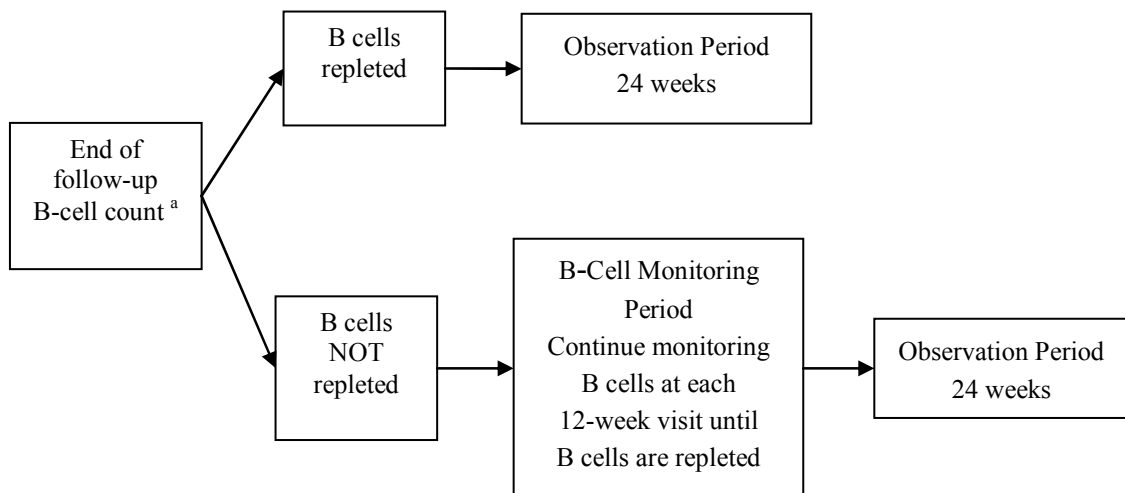 B cells
repleted
Observation Period
24 weeks
End of
follow-up
B-cell count a
B cells
NOT
repleted
B-Cell Monitoring
Period
Continue monitoring
B cells at each
12-week visit until
B cells are repleted
Observation Period
24 weeks